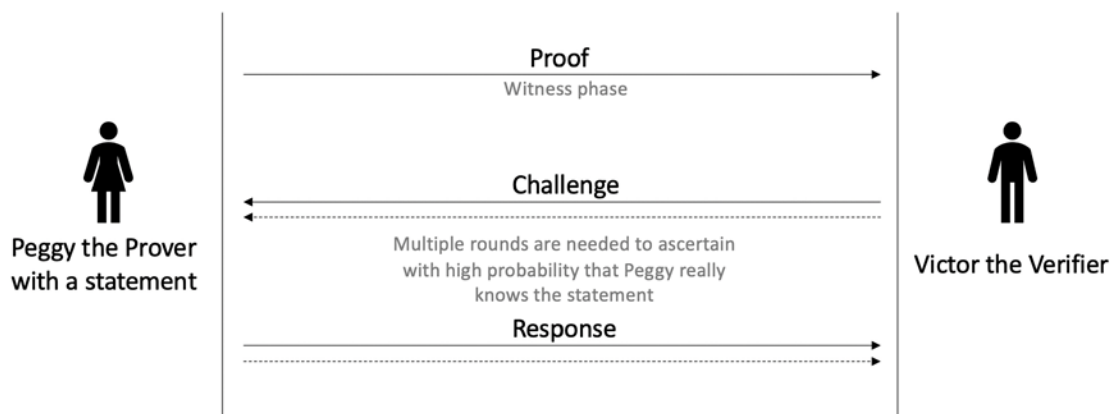 Proof
Witness phase
Challenge
Peggy the Prover
with a statement
Multiple rounds are needed to ascertain
with high probability that Peggy really
knows the statement
Victor the Verifier
Response